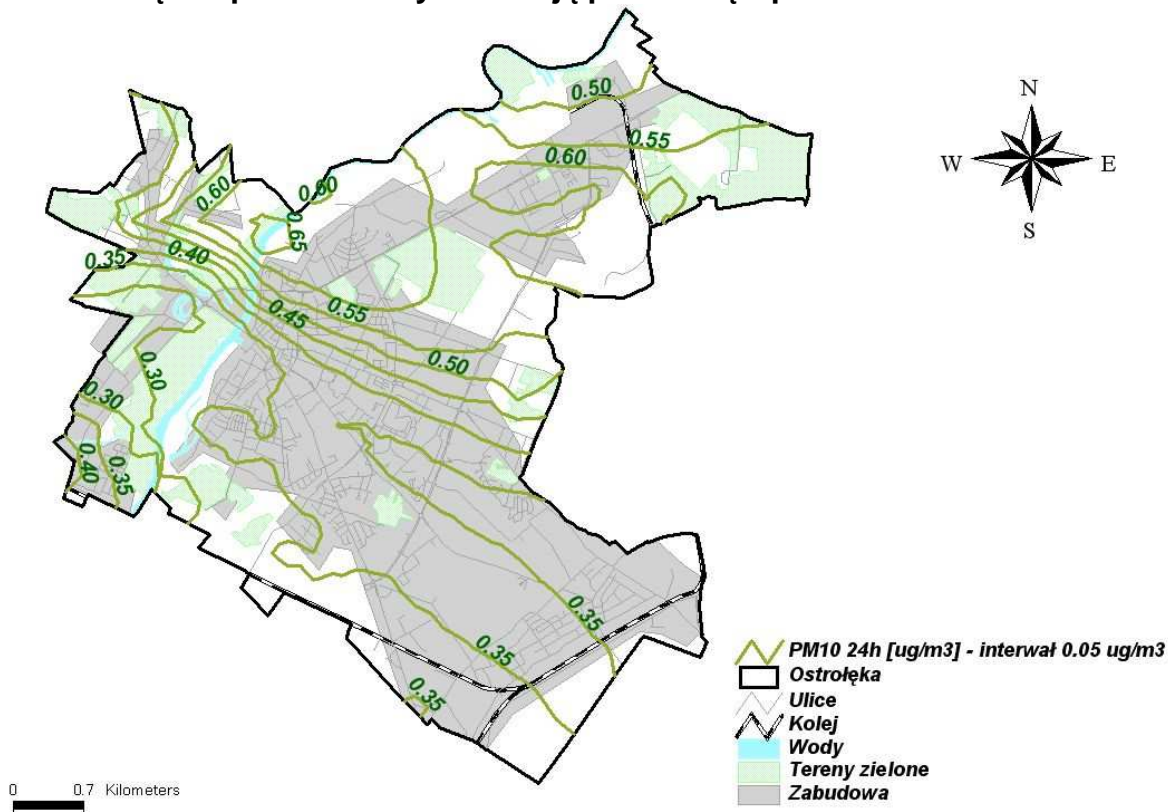 0.50
0.55
0.60
0.60
0.60
0.65
0.35
0.40
0.45
0.55
0.50
0.30
0.30
0.40
0.35
0.35
0.35
0.35
N
W E
S
PM10 24h [ug/m3] - interwał 0.05 ug/m3
Ostrołęka
Ulice
Kolej
Wody
Tereny zielone
Zabudowa
0 0.7 Kilometers